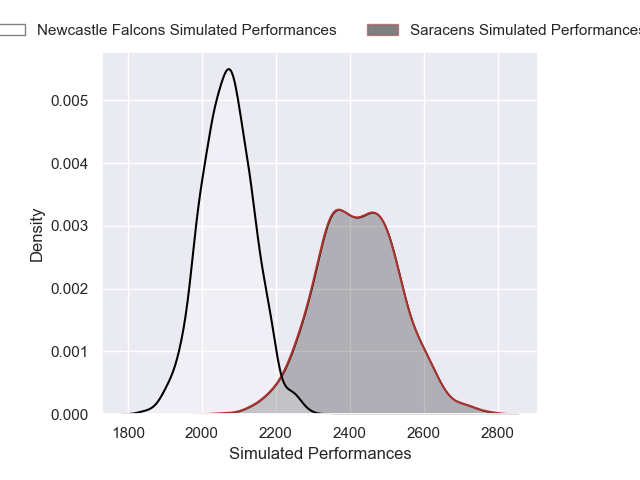 Newcastle Falcons Simulated Performances
Saracens Simulated Performances
0.005
0.004
0.003
0.002
0.001
0.000
Density
1800 2000 2200 2400 2600 2800
Simulated Performances